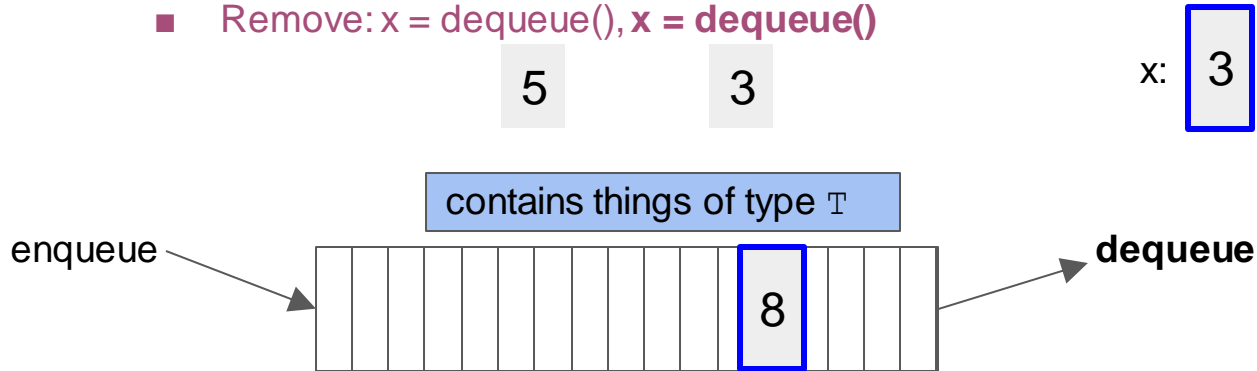 ■ Remove: x = dequeue(), x = dequeue()
5 3
x: 3
contains things of type T
enqueue
dequeue
8